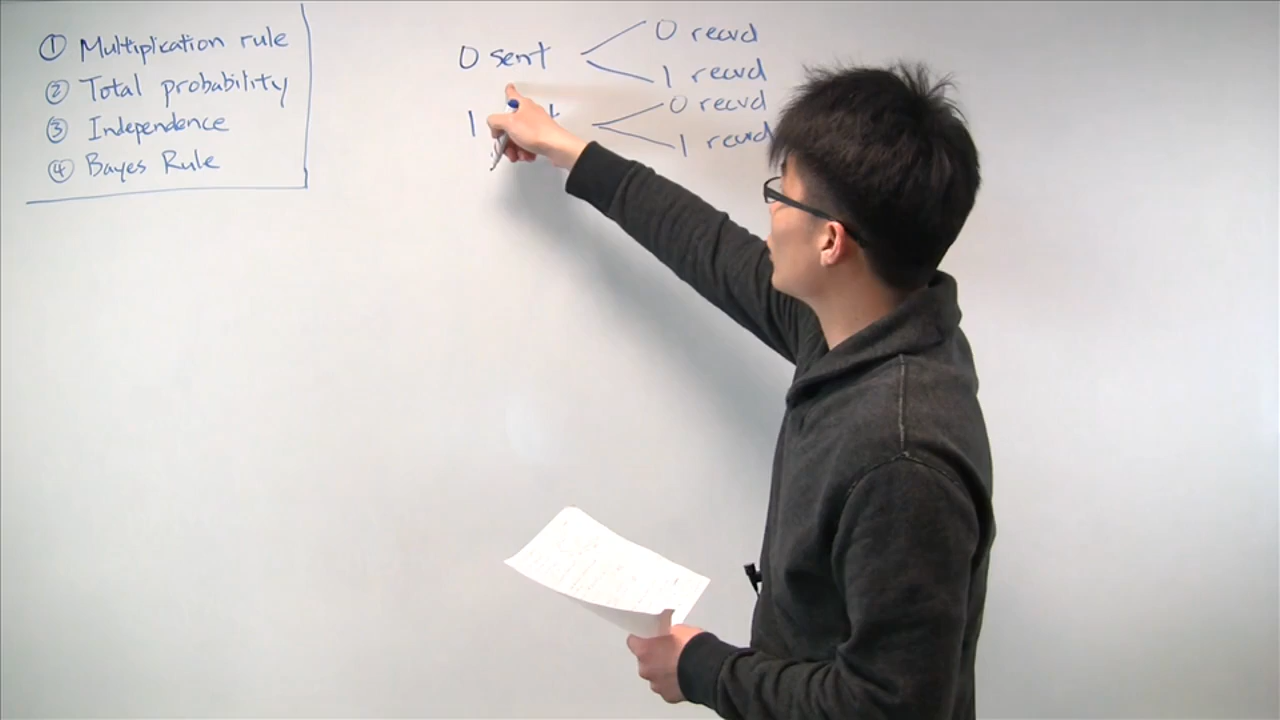 ① Multiplication rule
② Total probability
③ Independence
④ Bayes Rule
0 sent
0 recvd
1 recvd
1
0 recvd
1 recvd